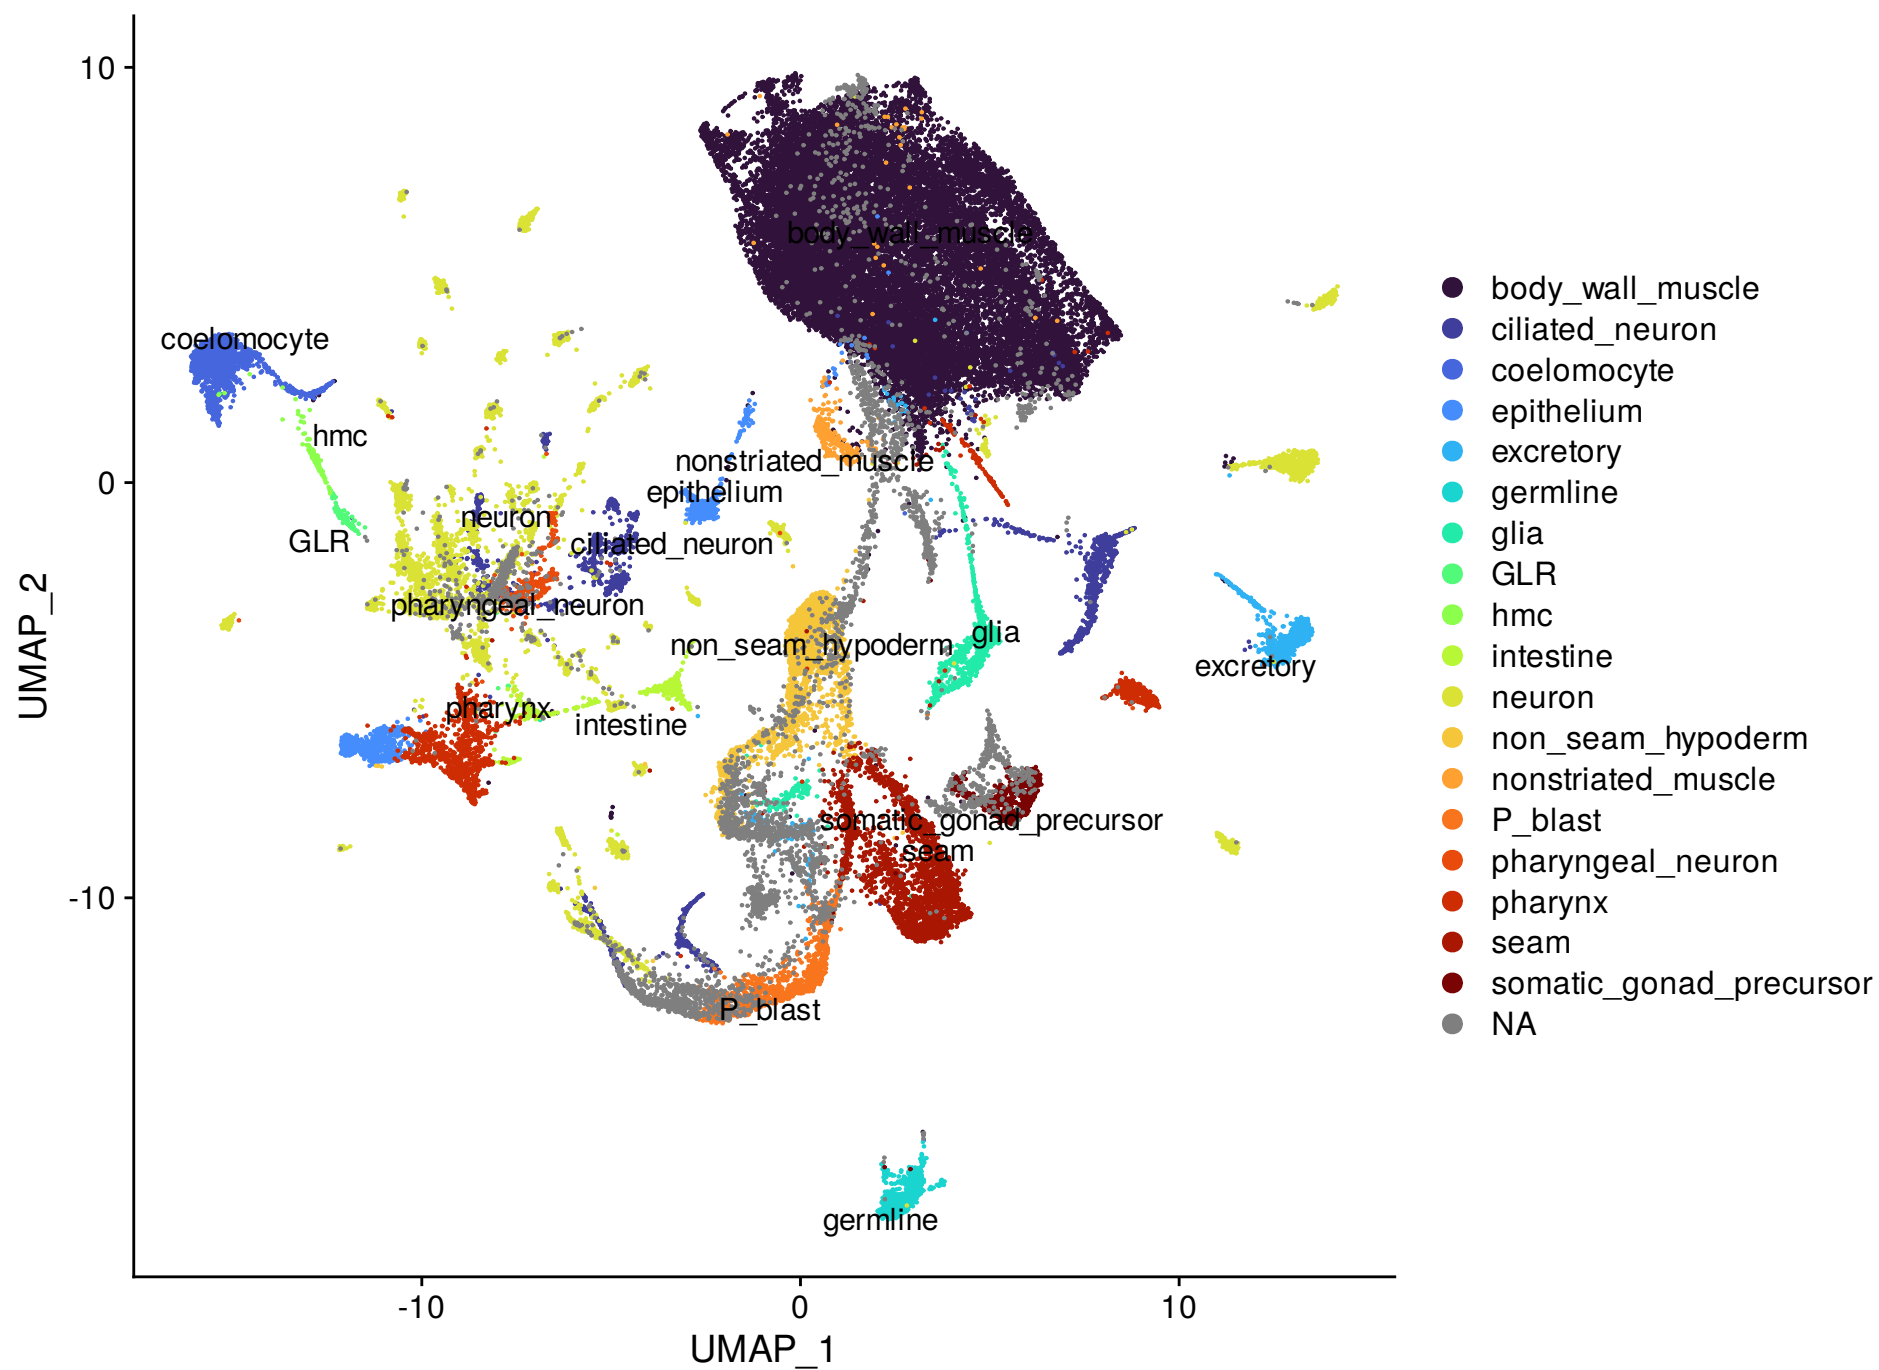 10
0
-10
UMAP_2
-10
0
10
UMAP_1
body_wall_muscle
coelomocyte
hmc
nonstriated_muscle
epithelium
neuron
GLR
ciliated_neuron
pharyngeal_neuron
glia
non_seam_hypoderm
excretory
pharynx
intestine
somatic_gonad_precursor
seam
P_blast
germline
body_wall_muscle
ciliated_neuron
coelomocyte
epithelium
excretory
germline
glia
GLR
hmc
intestine
neuron
non_seam_hypoderm
nonstriated_muscle
P_blast
pharyngeal_neuron
pharynx
seam
somatic_gonad_precursor
NA